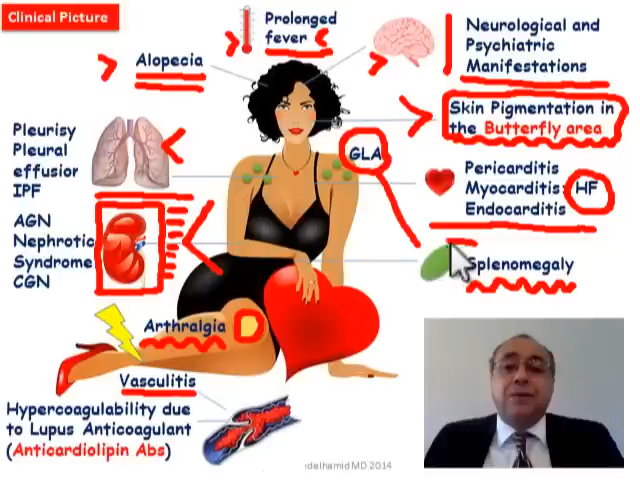 Clinical Picture
Prolonged
fever
Neurological and
Psychiatric
Manifestations
Alopecia
Skin Pigmentation in
the Butterfly area
Pleurisy
Pleural
effusior
IPF
GLA
Pericarditis
Myocarditis
Endocarditis
HF
AGN
Nephrotic
Syndrome
CGN
Splenomegaly
Arthralgia
Vasculitis
Hypercoagulability due
to Lupus Anticoagulant
(Anticardiolipin Abs)
delhamid MD 2014